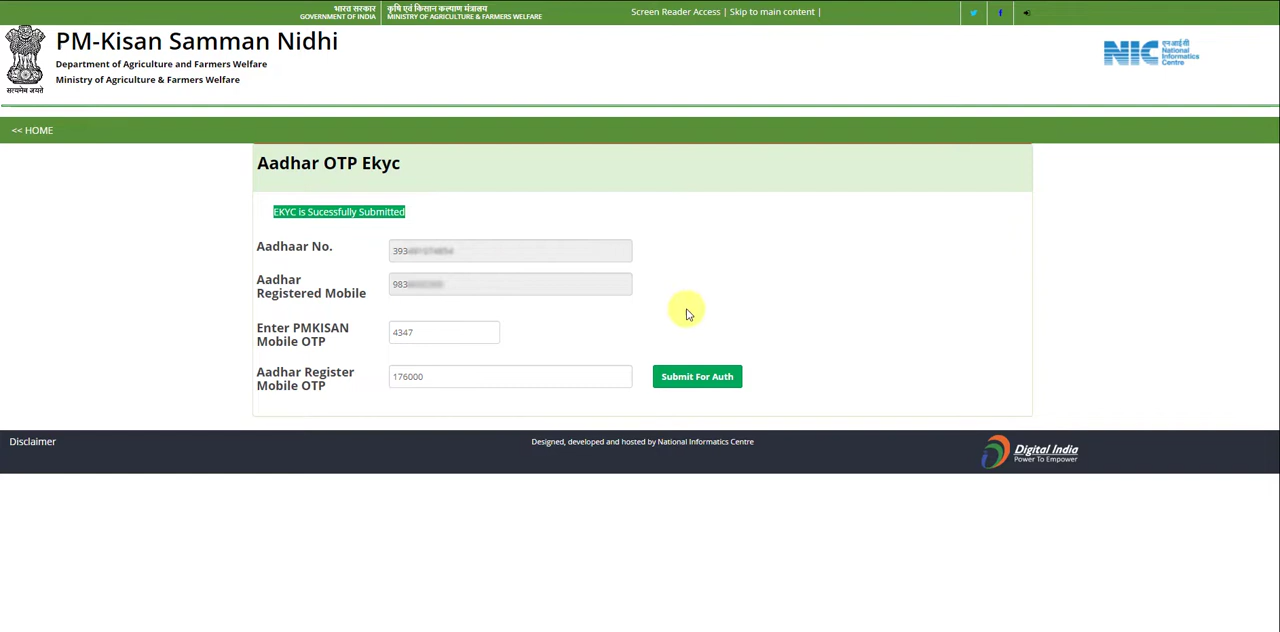 भारत सरकार
GOVERNMENT OF INDIA
कृषि एवं किसान कल्याण मंत्रालय
MINISTRY OF AGRICULTURE & FARMERS WELFARE
Screen Reader Access | Skip to main content |
PM-Kisan Samman Nidhi
Department of Agriculture and Farmers Welfare
Ministry of Agriculture & Farmers Welfare
सत्यमेव जयते
NIC
एन आई सी
National
Informatics
Centre
<< HOME
Aadhar OTP Ekyc
EKYC is Sucessfully Submitted
Aadhaar No.
393
Aadhar
Registered Mobile
983
Enter PMKISAN
Mobile OTP
4347
Aadhar Register
Mobile OTP
176000
Submit For Auth
Disclaimer
Designed, developed and hosted by National Informatics Centre
Digital India
Power To Empower